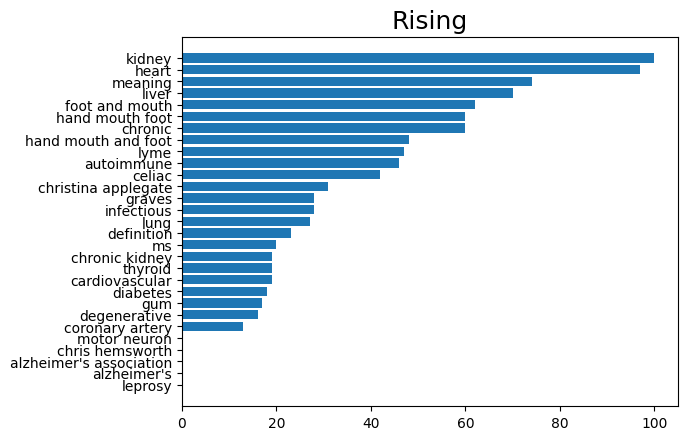 Rising
kidney
heart
meaning
liver
foot and mouth
hand mouth foot
chronic
hand mouth and foot
lyme
autoimmune
celiac
christina applegate
graves
infectious
lung
definition
ms
chronic kidney
thyroid
cardiovascular
diabetes
gum
degenerative
coronary artery
motor neuron
chris hemsworth
alzheimer's association
alzheimer's
leprosy
0 20 40 60 80 100